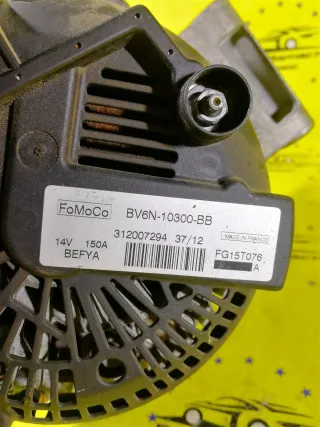 FoMoCo BV6N-10300-BB
312007294 37/12 MADE IN FRANCE
14V 150A
BEFYA FG15T076
A